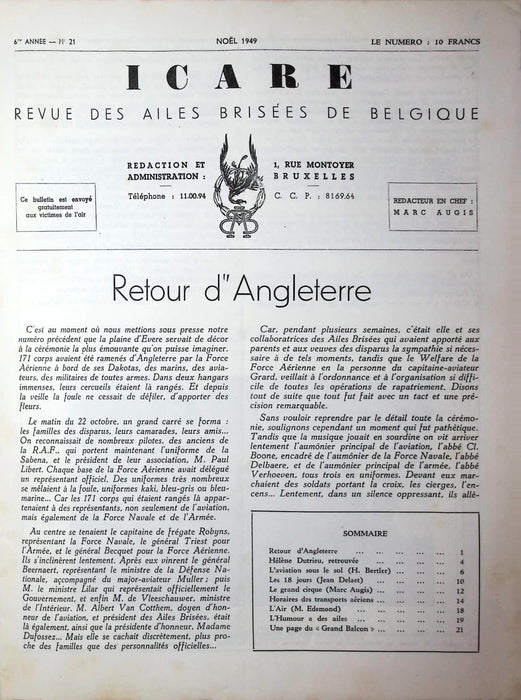 6me ANNEE — N° 21
NOËL 1949
LE NUMERO : 10 FRANCS
ICARE
REVUE DES AILES BRISÉES DE BELGIQUE
REDACTION ET
ADMINISTRATION :
Téléphone : 11.00.94
1, RUE MONTOYER
BRUXELLES
C. C. P. : 8169.64
Ce bulletin est envoyé
gratuitement
aux victimes de l'air
REDACTEUR EN CHEF :
MARC AUGIS
Retour d'' Angleterre
C'est au moment où nous mettions sous presse notre
numéro précédent que la plaine d'Evere servait de décor
à la cérémonie la plus émouvante qu'on puisse imaginer.
171 corps avaient été ramenés d'Angleterre par la Force
Aérienne à bord de ses Dakotas, des marins, des avia-
teurs, des militaires de toutes armes. Dans deux hangars
immenses, leurs cercueils étaient là rangés. Et depuis
la veille la foule ne cessait de défiler, d'apporter des
fleurs.
Le matin du 22 octobre, un grand carré se forma :
les familles des disparus, leurs camarades, leurs amis...
On reconnaissait de nombreux pilotes, des anciens de
la R.A.F., qui portent maintenant l'uniforme de la
Sabena, et le président de leur association, M. Paul
Libert. Chaque base de la Force Aérienne avait délégué
un représentant officiel. Des uniformes très nombreux
se mêlaient à la foule, uniformes kaki, bleu-gris ou bleu-
marine... Car les 171 corps qui étaient rangés là appar-
tenaient à des représentants, non seulement de l'aviation,
mais également de la Force Navale et de l'Armée.
Au centre se tenaient le capitaine de frégate Robyns,
représentant la Force Navale, le général Triest pour
l'Armée, et le général Becquet pour la Force Aérienne.
Ils s'inclinèrent lentement. Après eux vinrent le général
Beernaert, représentant le ministre de la Défense Na-
tionale, accompagné du major-aviateur Muller ; puis
M. le ministre Lilar qui représentait officiellement le
Gouvernement, et enfin M. de Vleeschauwer, ministre
de l'Intérieur. M. Albert Van Cotthem, doyen d'hon-
neur de l'aviation, et président des Ailes Brisées, était
là également, ainsi que la présidente d'honneur, Madame
Dufossez... Mais elle se cachait discrètement, plus pro-
che des familles que des personnalités officielles...
Car, pendant plusieurs semaines, c'était elle et ses
collaboratrices des Ailes Brisées qui avaient apporté aux
parents et aux veuves des disparus la sympathie si nécess-
aire à de tels moments, tandis que le Welfare de la
Force Aérienne en la personne du capitaine-aviateur
Grard, veillait à l'ordonnance et à l'organisation si diffi-
cile de toutes les opérations de rapatriement. Disons
tout de suite que tout fut fait avec un tact et une pré-
cision remarquable.
Sans vouloir reprendre par le détail toute la cérémo-
nie, soulignons cependant un moment qui fut pathétique.
Tandis que la musique jouait en sourdine on vit arriver
lentement l'aumônier principal de l'aviation, l'abbé Cl.
Boone, encadré de l'aumônier de la Force Navale, l'abbé
Delbaere, et de l'aumônier principal de l'armée, l'abbé
Verhoeven, tous trois en uniformes. Devant eux mar-
chaient des soldats portant la croix, les cierges, l'en-
cens... Lentement, dans un silence oppressant, ils allè-
SOMMAIRE
Retour d'Angleterre ... ... ... ... ... 1
Hélène Dutrieu, retrouvée ... ... ... ... 4
L'aviation sous le sol (H. Bertler) ... ... ... 6
Les 18 jours (Jean Delaet) ... ... ... ... 10
Le grand cirque (Marc Augis) ... ... ... ... 12
Horaires des transports aériens ... ... ... ... 14
L'Air (M. Edemond) ... ... ... ... ... 18
L'Humour a des ailes ... ... ... ... ... 19
Une page du « Grand Balcon » ... ... ... ... 21